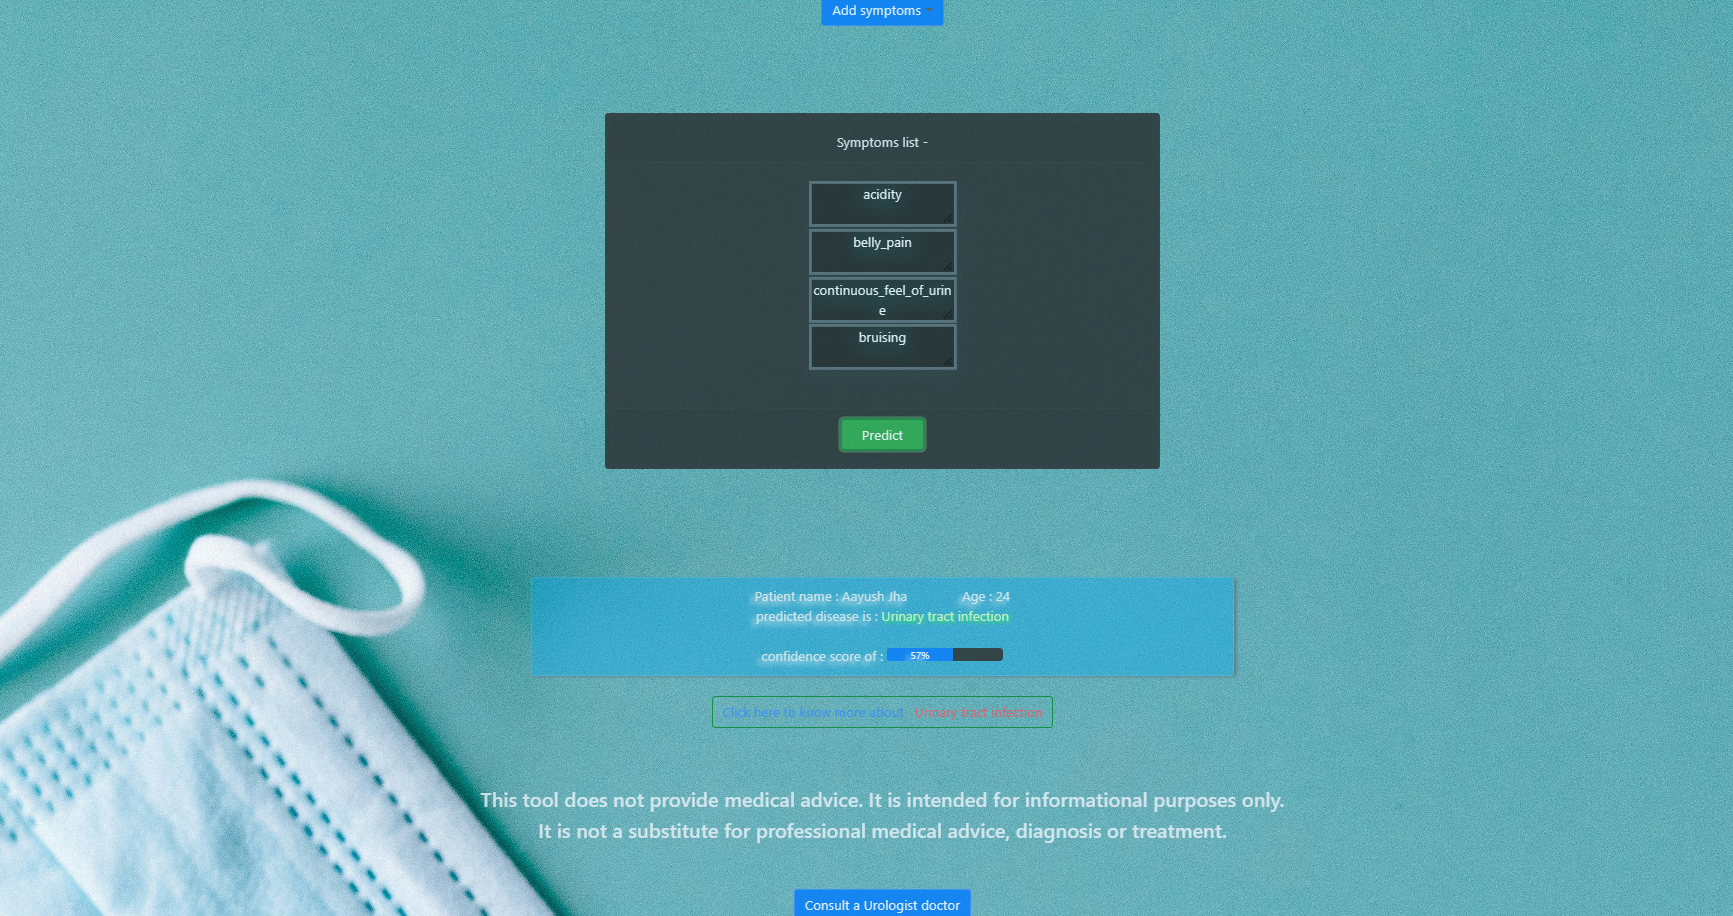 Add symptoms
Symptoms list -
acidity
belly_pain
continuous_feel_of_urin
e
bruising
Predict
Patient name : Aayush Jha Age : 24
predicted disease is : Urinary tract infection
confidence score of : 57%
Click here to know more about : Urinary tract infection
This tool does not provide medical advice. It is intended for informational purposes only.
It is not a substitute for professional medical advice, diagnosis or treatment.
Consult a Urologist doctor